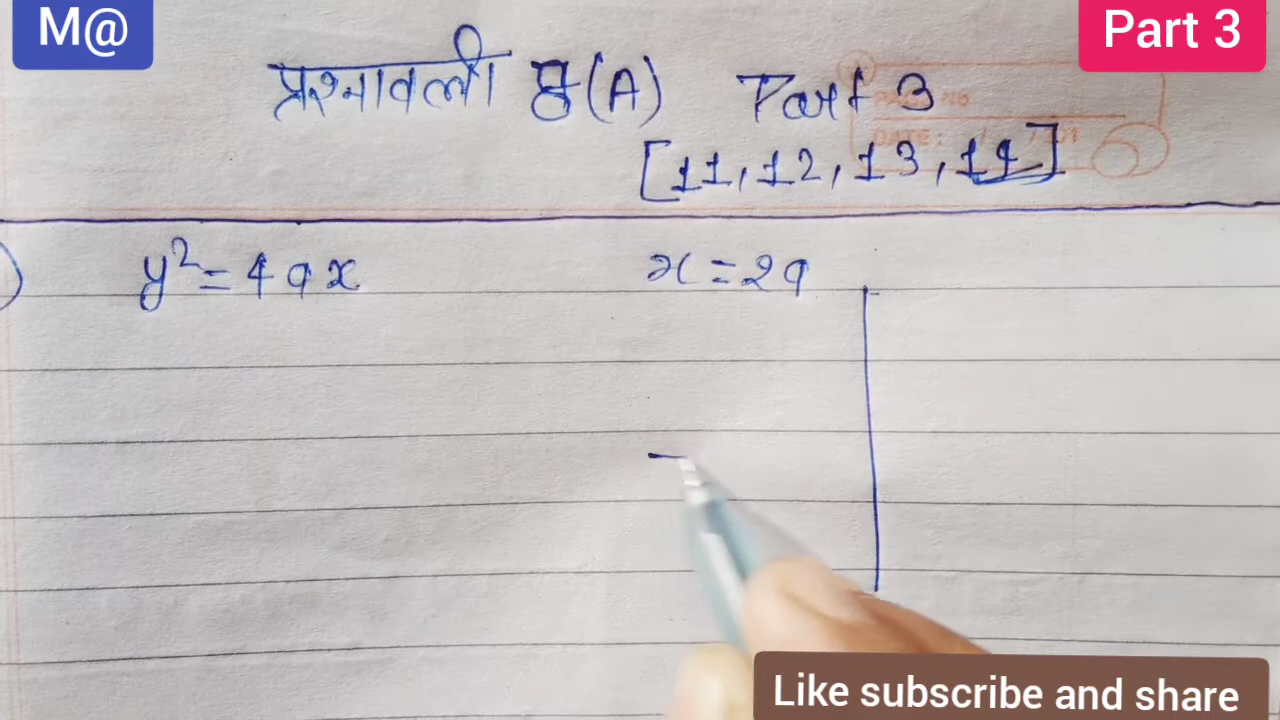 M@
Part 3
प्रश्नावली 8(A) Part 3
[11, 12, 13, 14]
) y² = 4ax x = 2a
Like subscribe and share